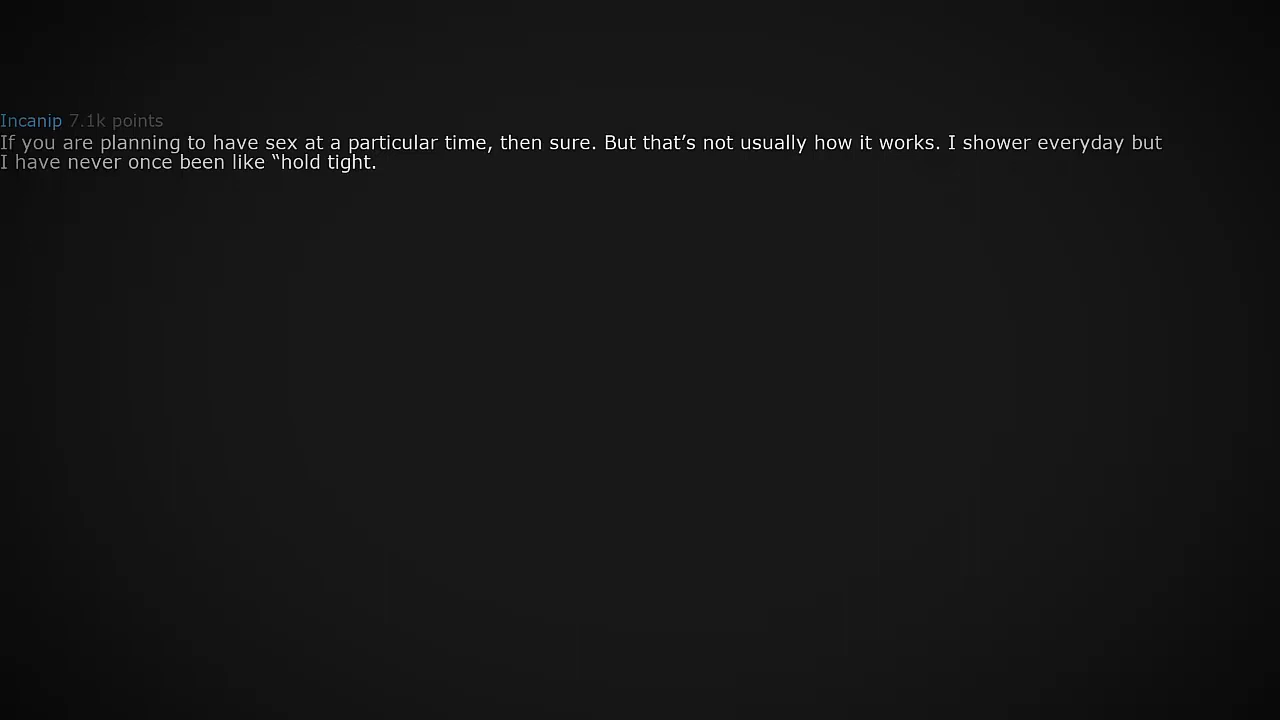 Incanip 7.1k points
If you are planning to have sex at a particular time, then sure. But that’s not usually how it works. I shower everyday but
I have never once been like “hold tight.